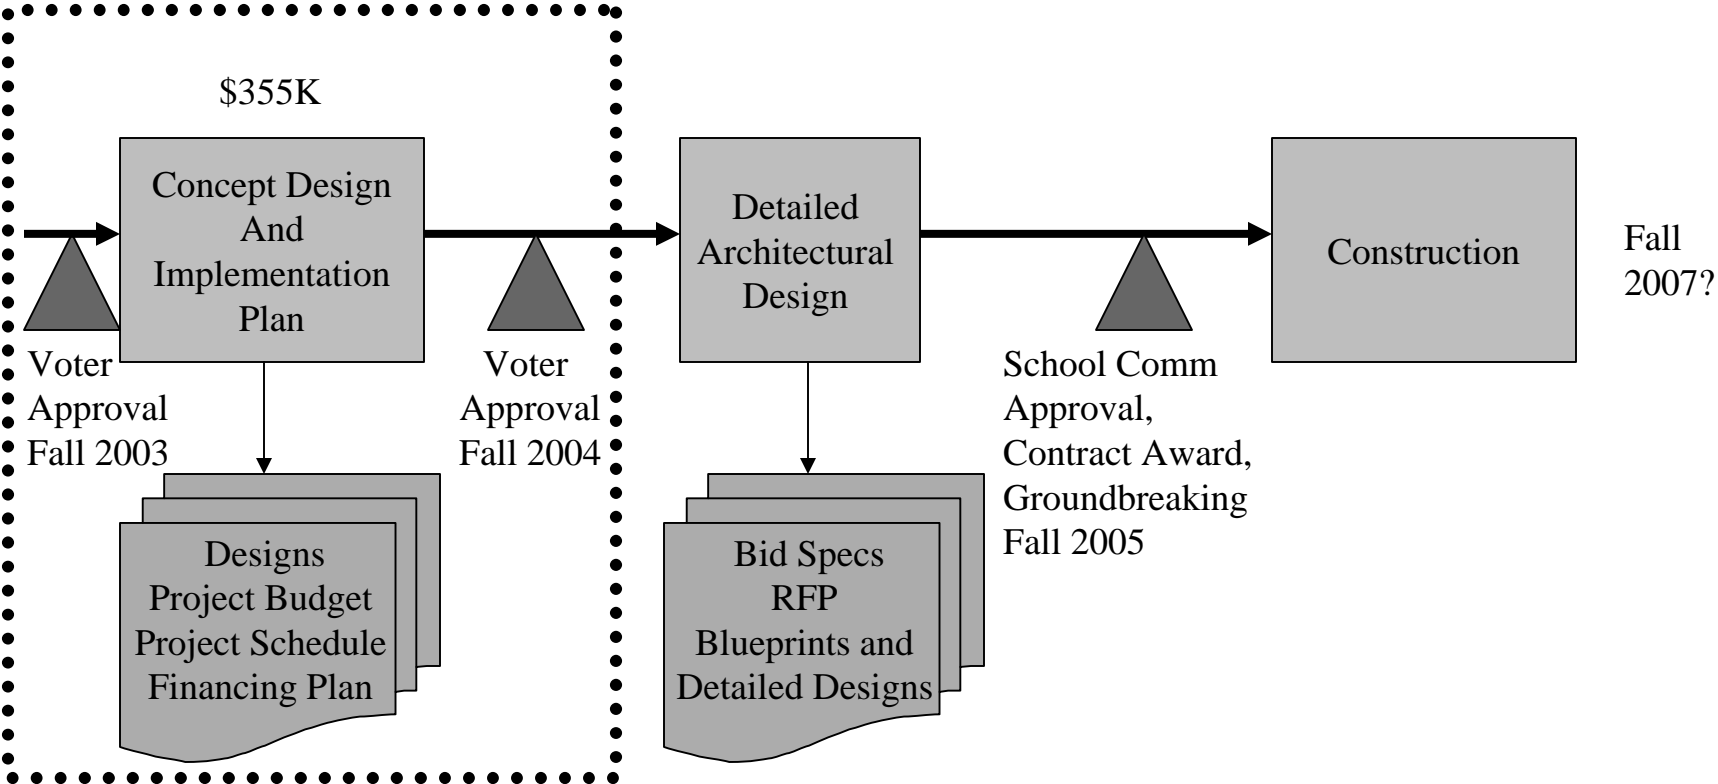 $355K
Concept Design
And
Implementation
Plan
Detailed
Architectural
Design
Construction
Fall
2007?
Voter
Approval
Fall 2003
Voter
Approval
Fall 2004
School Comm
Approval,
Contract Award,
Groundbreaking
Fall 2005
Designs
Project Budget
Project Schedule
Financing Plan
Bid Specs
RFP
Blueprints and
Detailed Designs